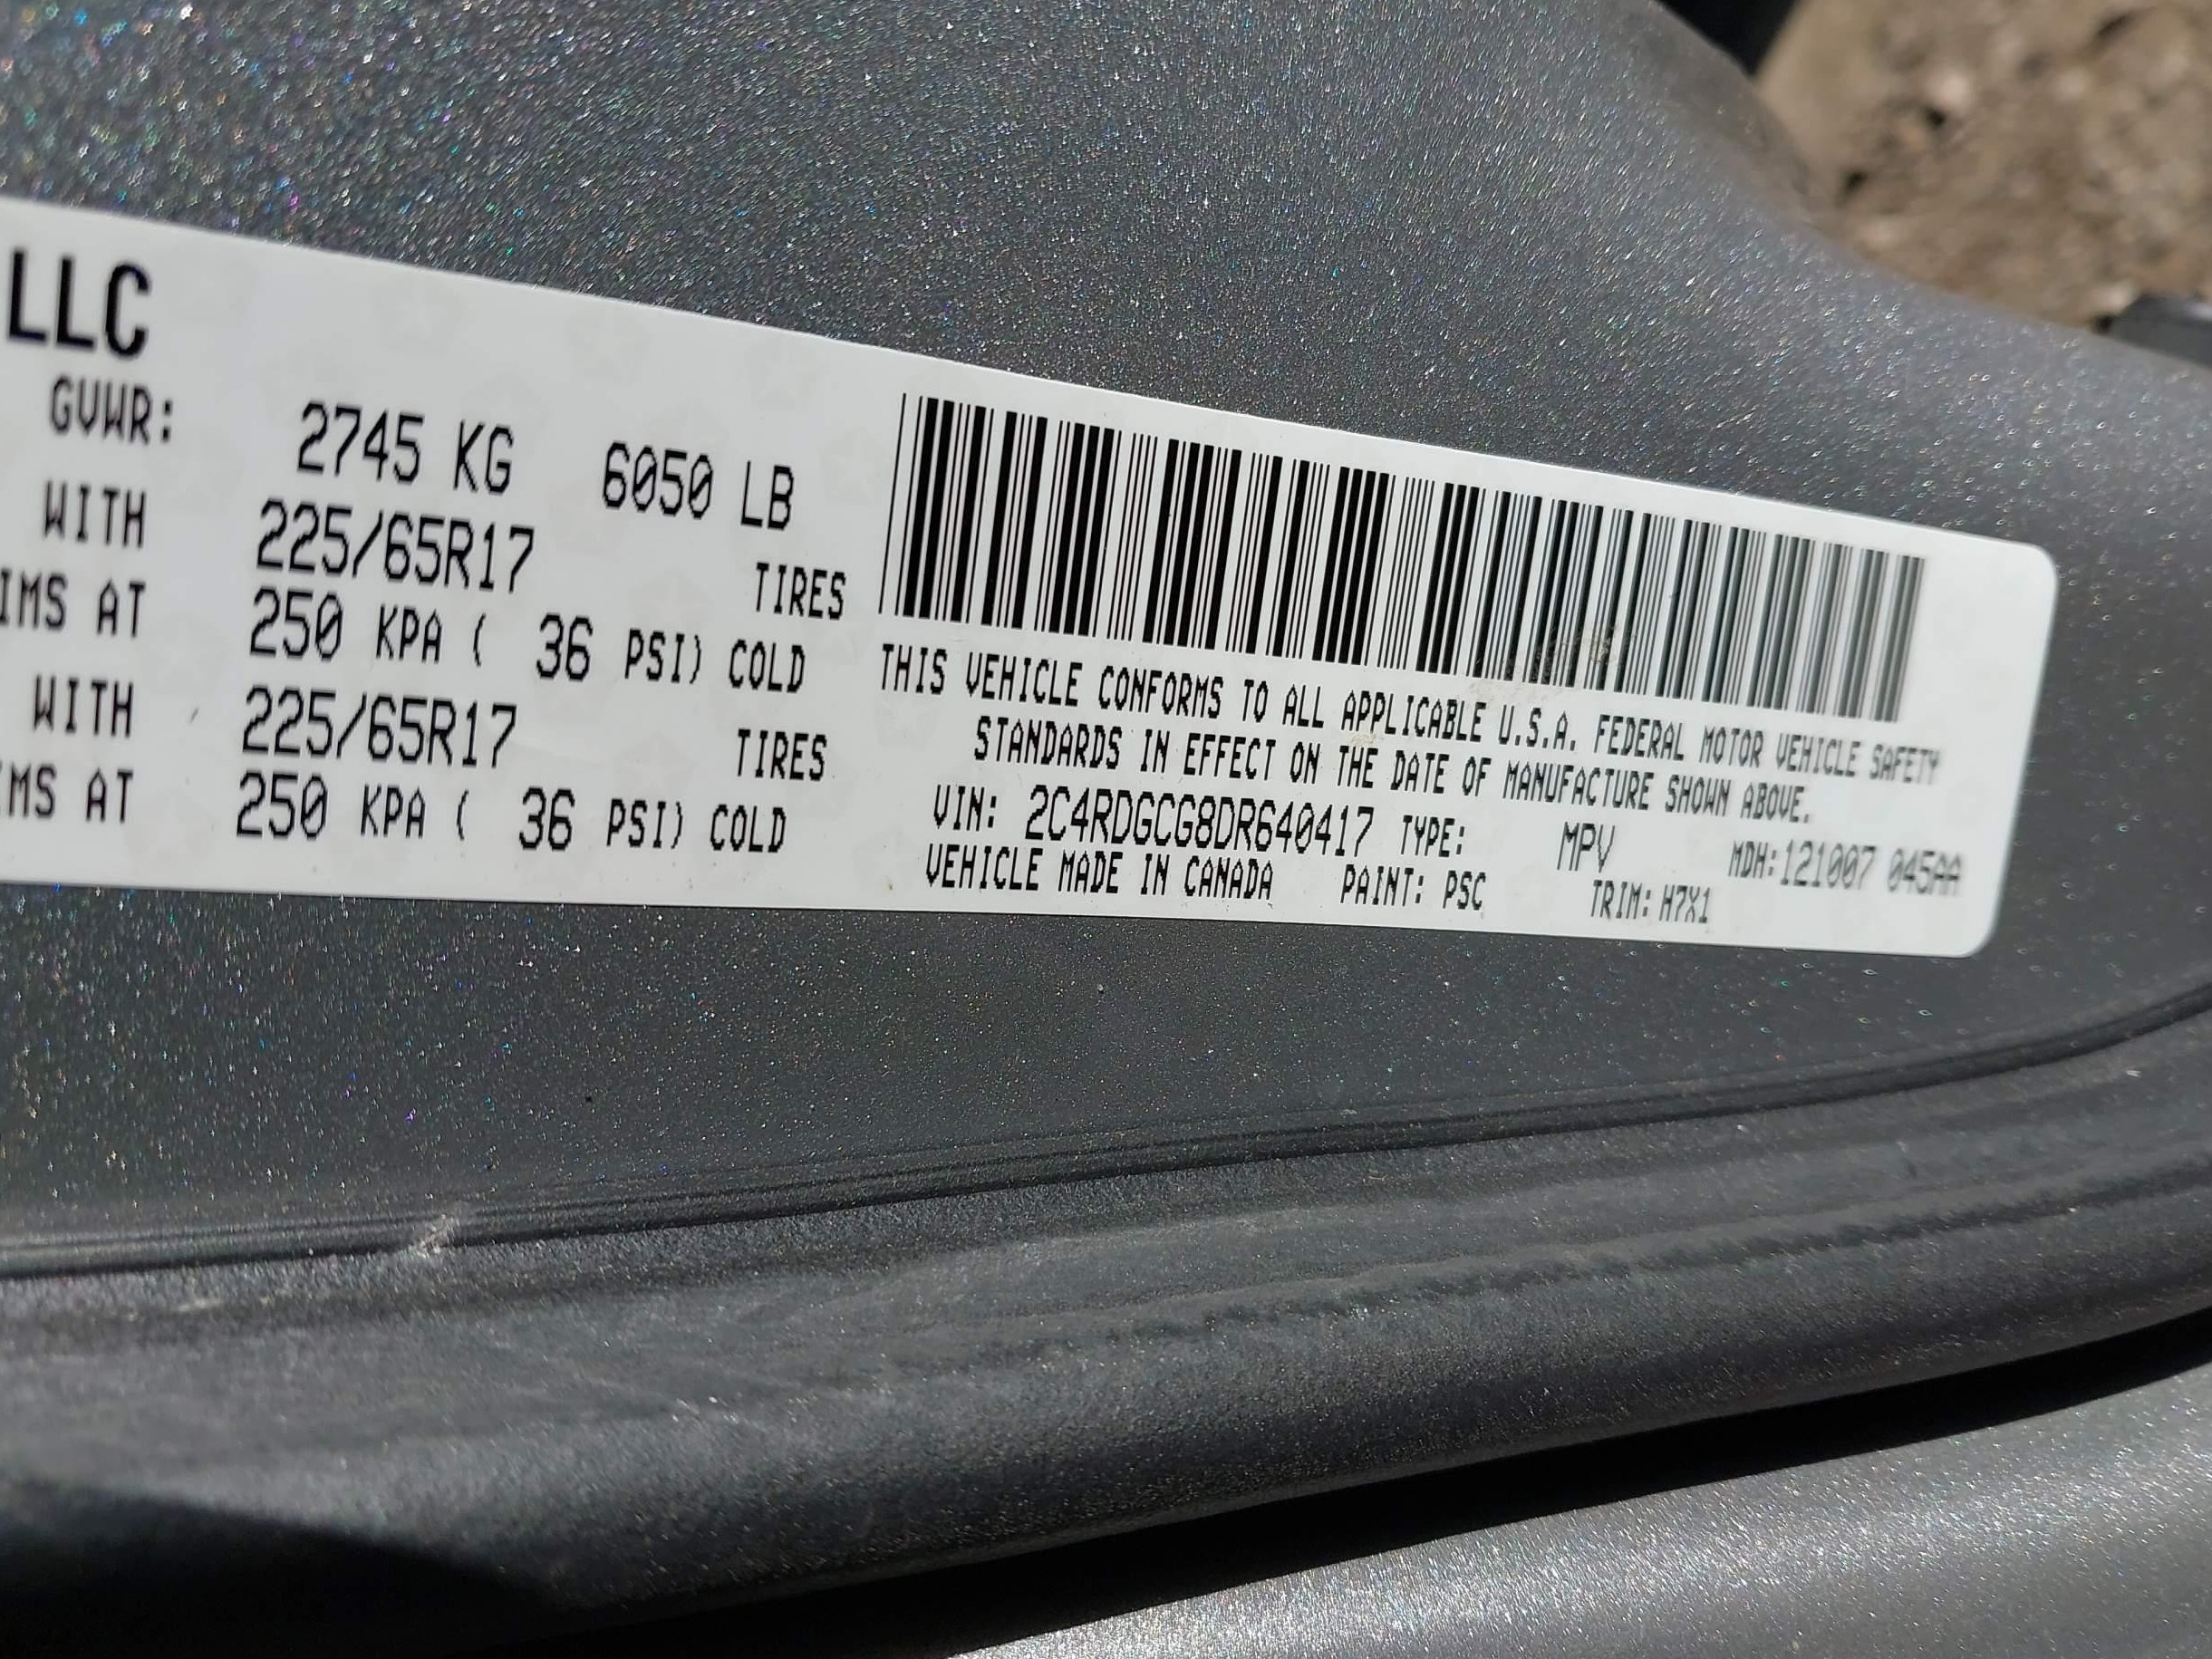 LLC
GVWR: 2745 KG 6050 LB
WITH 225/65R17 TIRES
IMS AT 250 KPA ( 36 PSI) COLD
WITH 225/65R17 TIRES
IMS AT 250 KPA ( 36 PSI) COLD
THIS VEHICLE CONFORMS TO ALL APPLICABLE U.S.A. FEDERAL MOTOR VEHICLE SAFETY
STANDARDS IN EFFECT ON THE DATE OF MANUFACTURE SHOWN ABOVE.
VIN: 2C4RDGCG8DR640417 TYPE: MPV MDH:121007 045AA
VEHICLE MADE IN CANADA PAINT: PSC TRIM: H7X1